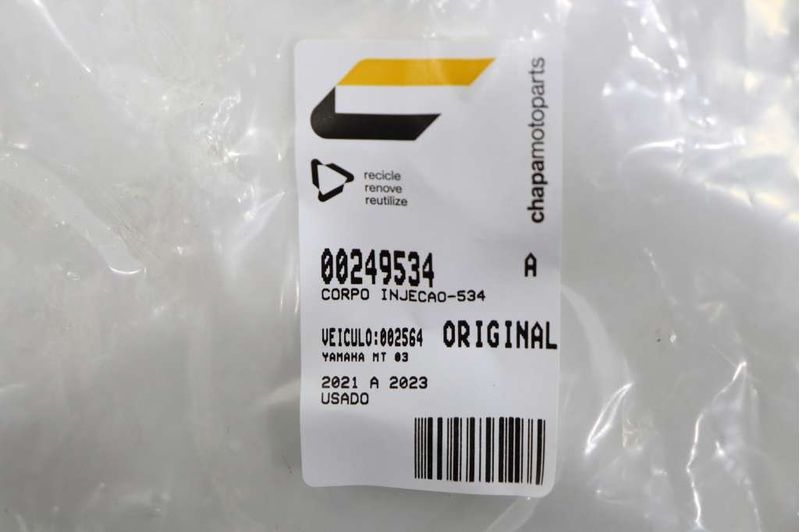 chapamotoparts
recicle
renove
reutilize
00249534 A
CORPO INJECAO-534
VEICULO:002564 ORIGINAL
YAMAHA MT 03
2021 A 2023
USADO